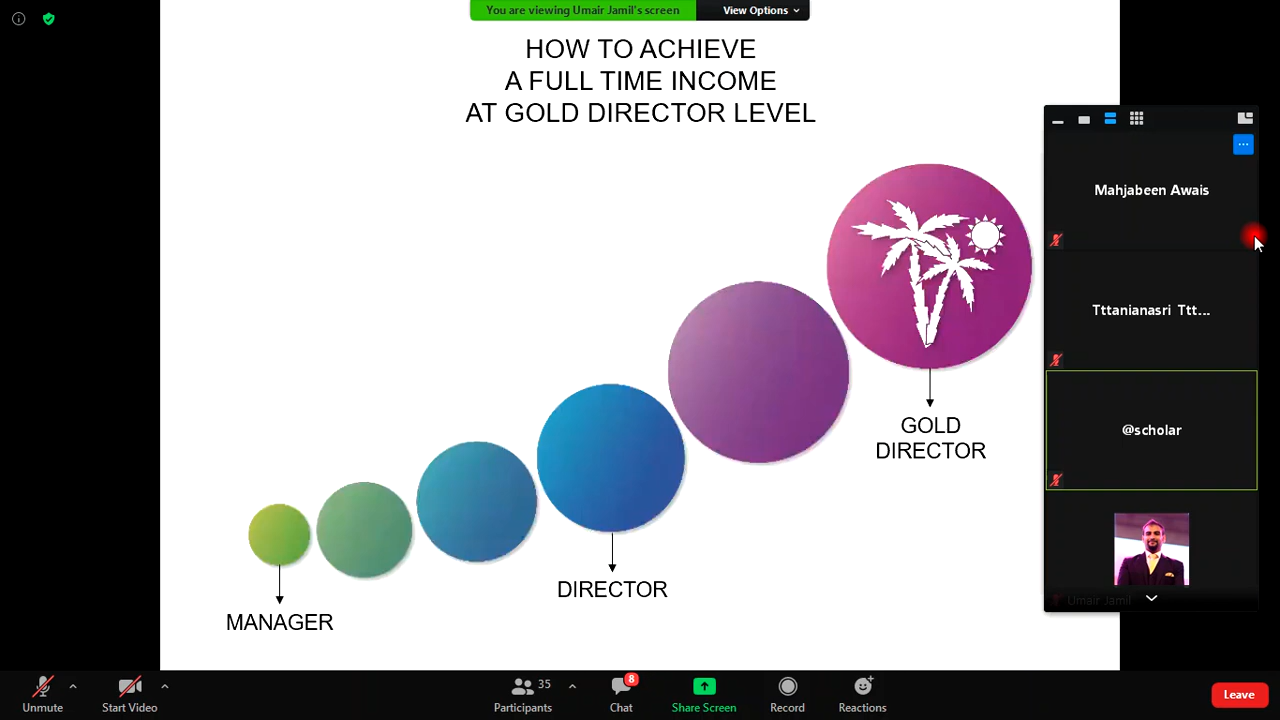 You are viewing Umair Jamil's screen
View Options
HOW TO ACHIEVE
A FULL TIME INCOME
AT GOLD DIRECTOR LEVEL
Mahjabeen Awais
Tttanianasri Ttt...
@scholar
Umair Jamil
GOLD
DIRECTOR
DIRECTOR
MANAGER
Unmute
Start Video
35
Participants
8
Chat
Share Screen
Record
Reactions
Leave